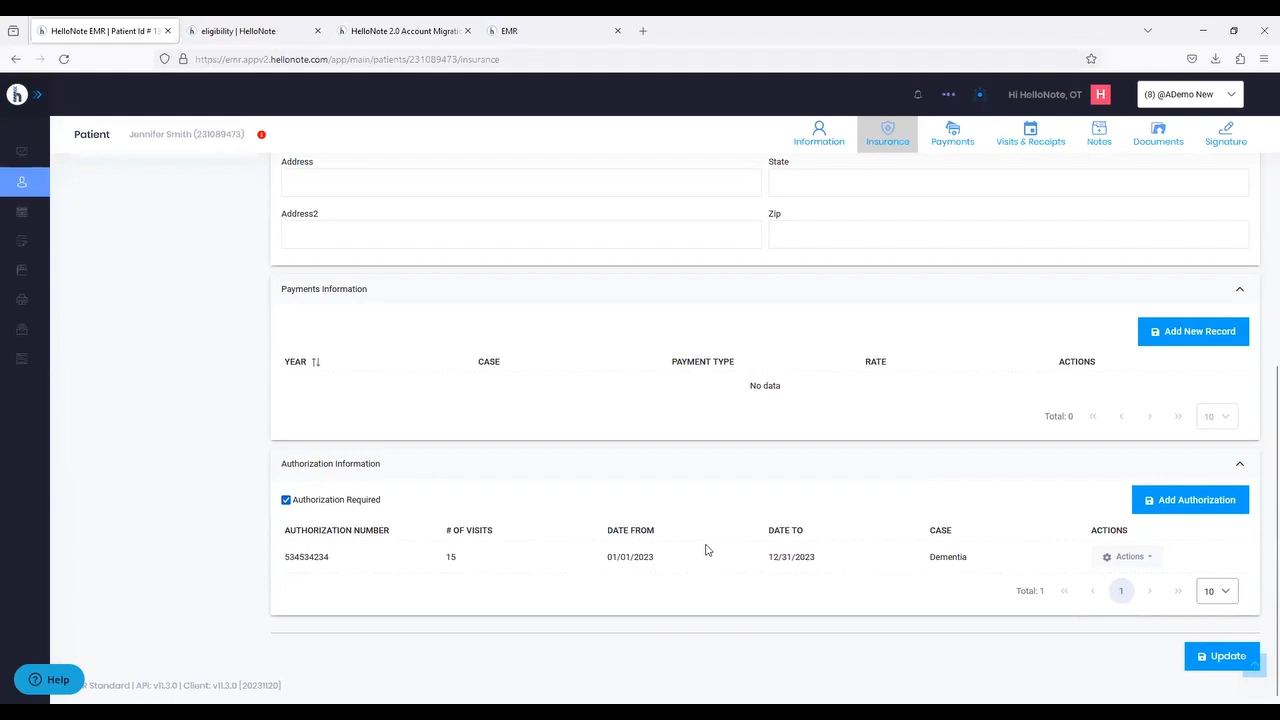 HelloNote EMR | Patient Id # 13
eligibility | HelloNote
HelloNote 2.0 Account Migrati
EMR
https://emr.appv2.hellonote.com/app/main/patients/231089473/insurance
Hi HelloNote, OT
H
(8) @ADemo New
Patient
Jennifer Smith (231089473)
Information
Insurance
Payments
Visits & Receipts
Notes
Documents
Signature
Address
State
Address2
Zip
Payments Information
Add New Record
YEAR
CASE
PAYMENT TYPE
RATE
ACTIONS
No data
Total: 0
10
Authorization Information
Authorization Required
Add Authorization
AUTHORIZATION NUMBER
# OF VISITS
DATE FROM
DATE TO
CASE
ACTIONS
534534234
15
01/01/2023
12/31/2023
Dementia
Actions
Total: 1
1
10
Update
Help
R Standard | API: v11.3.0 | Client: v11.3.0 [20231120]